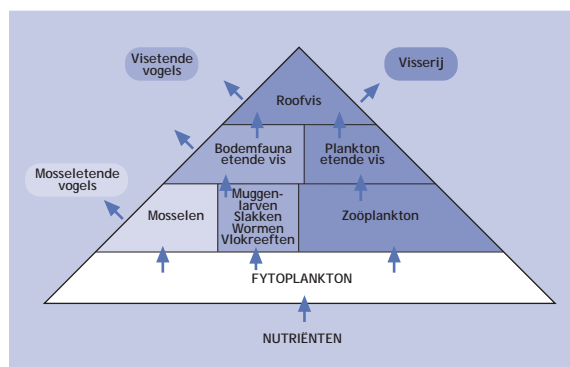 Visetende
vogels
Visserij
Roofvis
Bodemfauna
etende vis
Plankton
etende vis
Mosseletende
vogels
Mosselen
Muggen-
larven
Slakken
Wormen
Vlokreeften
Zoöplankton
FYTOPLANKTON
NUTRIËNTEN